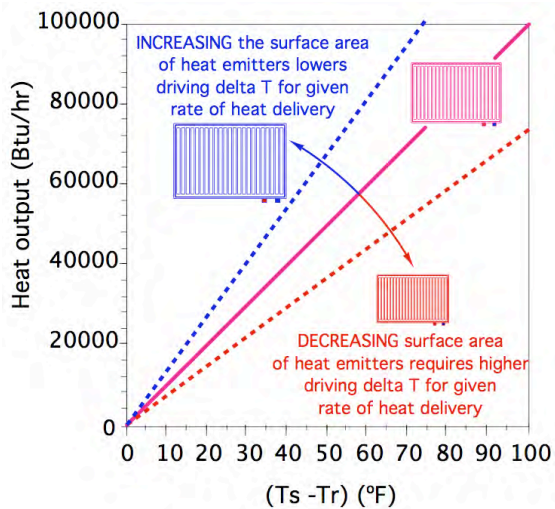 100000
INCREASING the surface area
of heat emitters lowers
driving delta T for given
rate of heat delivery
80000
60000
40000
20000
0
Heat output (Btu/hr)
DECREASING surface area
of heat emitters requires higher
driving delta T for given
rate of heat delivery
0 10 20 30 40 50 60 70 80 90 100
(Ts -Tr) (ºF)